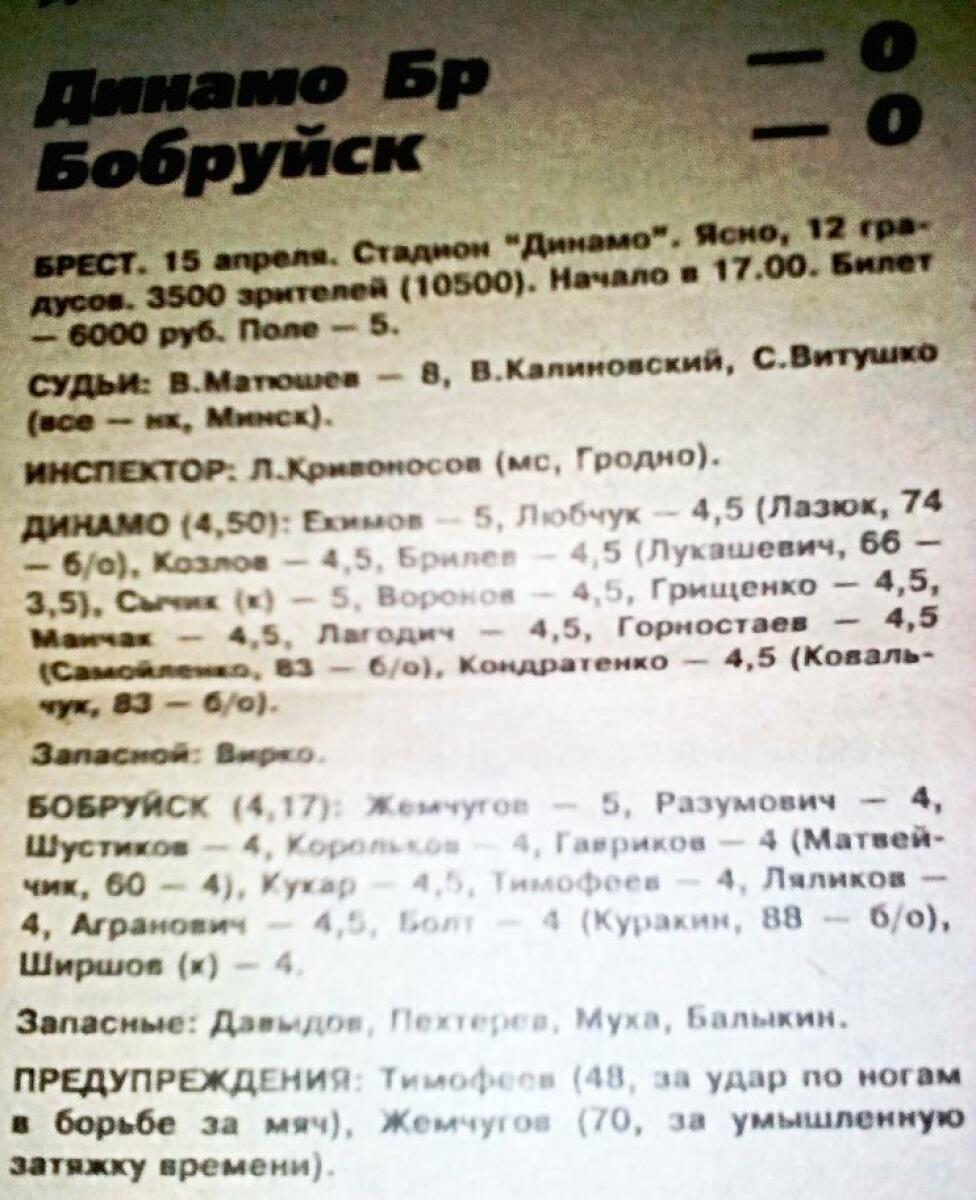 Динамо Бр — 0
Бобруйск — 0
БРЕСТ. 15 апреля. Стадион "Динамо". Ясно, 12 гра-
дусов. 3500 зрителей (10500). Начало в 17.00. Билет
— 6000 руб. Поле — 5.
СУДЬИ: В.Матюшев — 8, В.Калиновский, С.Витушко
(все — нк, Минск).
ИНСПЕКТОР: Л.Кривоносов (мс, Гродно).
ДИНАМО (4,50): Екимов — 5, Любчук — 4,5 (Лазюк, 74
— б/о), Козлов — 4,5, Брилев — 4,5 (Лукашевич, 66 —
3,5), Сычик (к) — 5, Воронов — 4,5, Грищенко — 4,5,
Манчак — 4,5, Лагодич — 4,5, Горностаев — 4,5
(Самойленко, 83 — б/о), Кондратенко — 4,5 (Коваль-
чук, 83 — б/о).
Запасной: Вирко.
БОБРУЙСК (4,17): Жемчугов — 5, Разумович — 4,
Шустиков — 4, Корольков — 4, Гавриков — 4 (Матвей-
чик, 60 — 4), Кукар — 4,5, Тимофеев — 4, Ляликов —
4, Агранович — 4,5, Болт — 4 (Куракин, 88 — б/о),
Ширшов (к) — 4.
Запасные: Давыдов, Пехтерев, Муха, Балыкин.
ПРЕДУПРЕЖДЕНИЯ: Тимофеев (48, за удар по ногам
в борьбе за мяч), Жемчугов (70, за умышленную
затяжку времени).